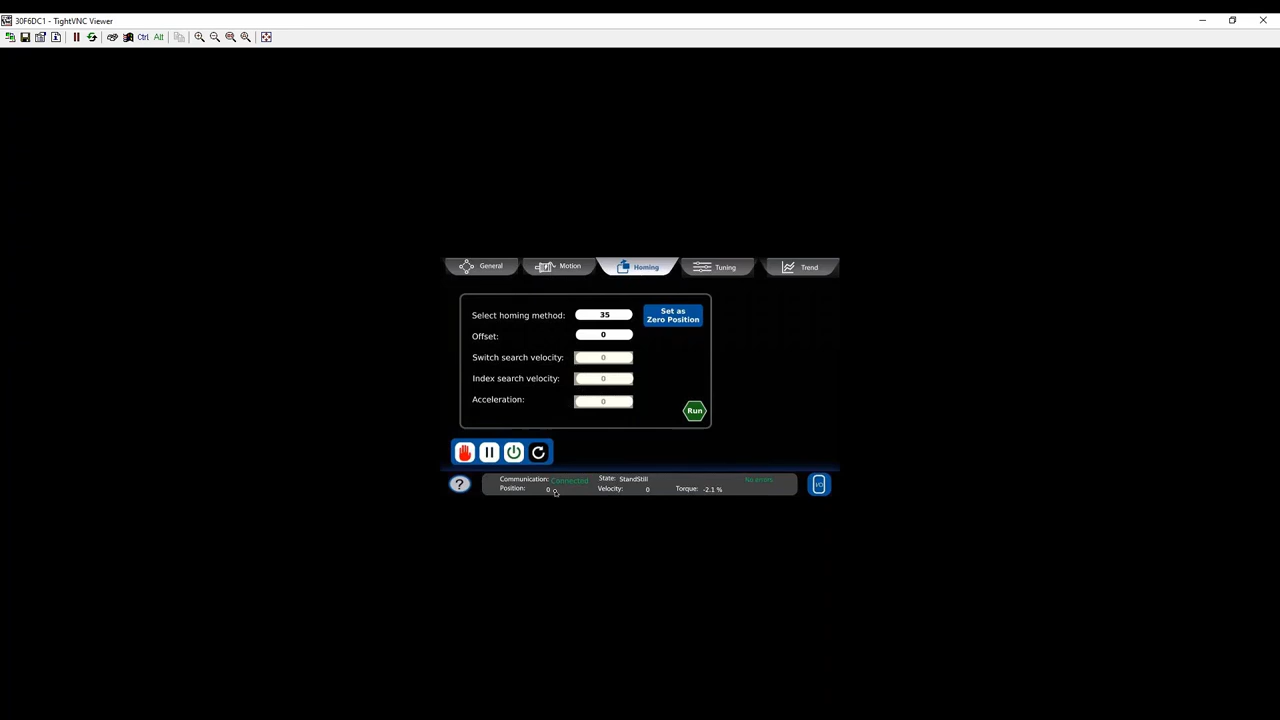 30F6DC1 - TightVNC Viewer
Ctrl Alt
General Motion Homing Tuning Trend
Select homing method: 35
Set as
Zero Position
Offset: 0
Switch search velocity: 0
Index search velocity: 0
Acceleration: 0
Run
? Communication: Connected State: StandStill No errors I/O
Position: 0 Velocity: 0 Torque: -2.1 %